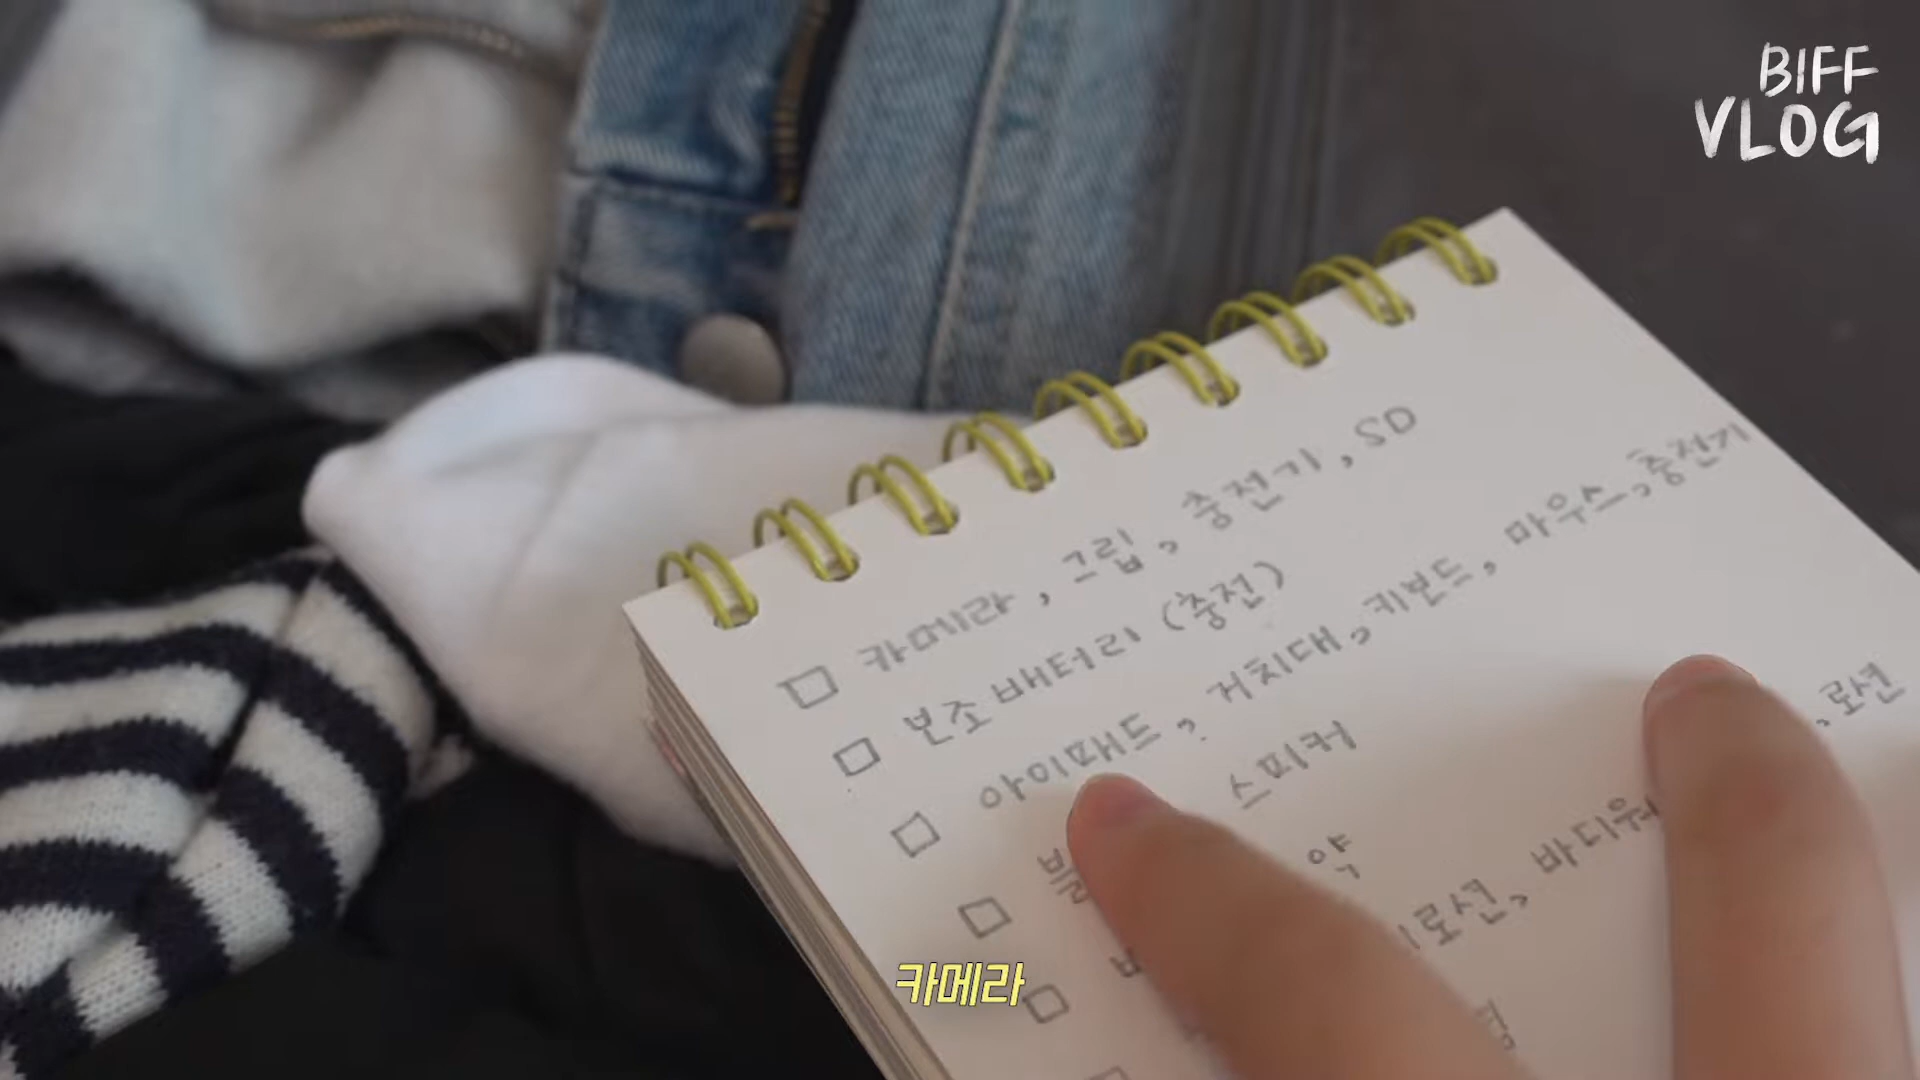 BIFF
VLOG
카메라, 그립, 충전기, SD
보조배터리 (충전)
아이패드, 거치대, 키보드, 마우스, 충전기
스피커
약
로션, 바디워
, 로션
카메라